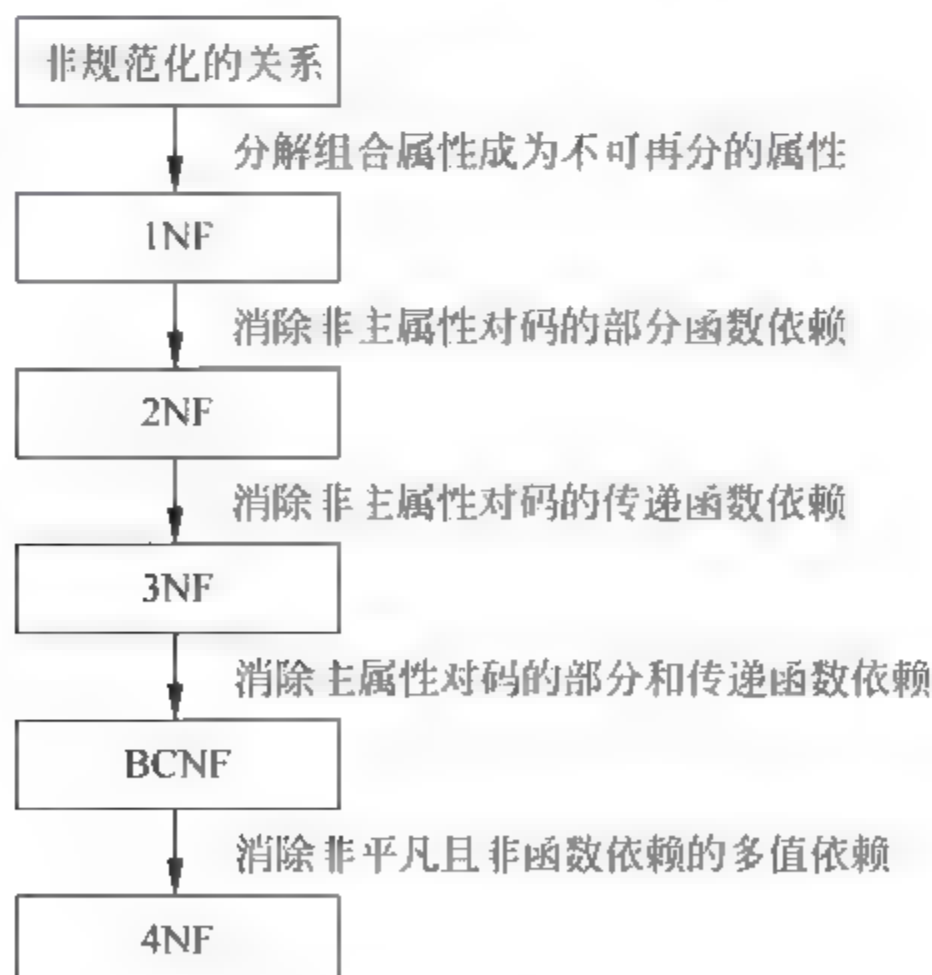 非规范化的关系
分解组合属性成为不可再分的属性
1NF
消除非主属性对码的部分函数依赖
2NF
消除非主属性对码的传递函数依赖
3NF
消除主属性对码的部分和传递函数依赖
BCNF
消除非平凡且非函数依赖的多值依赖
4NF